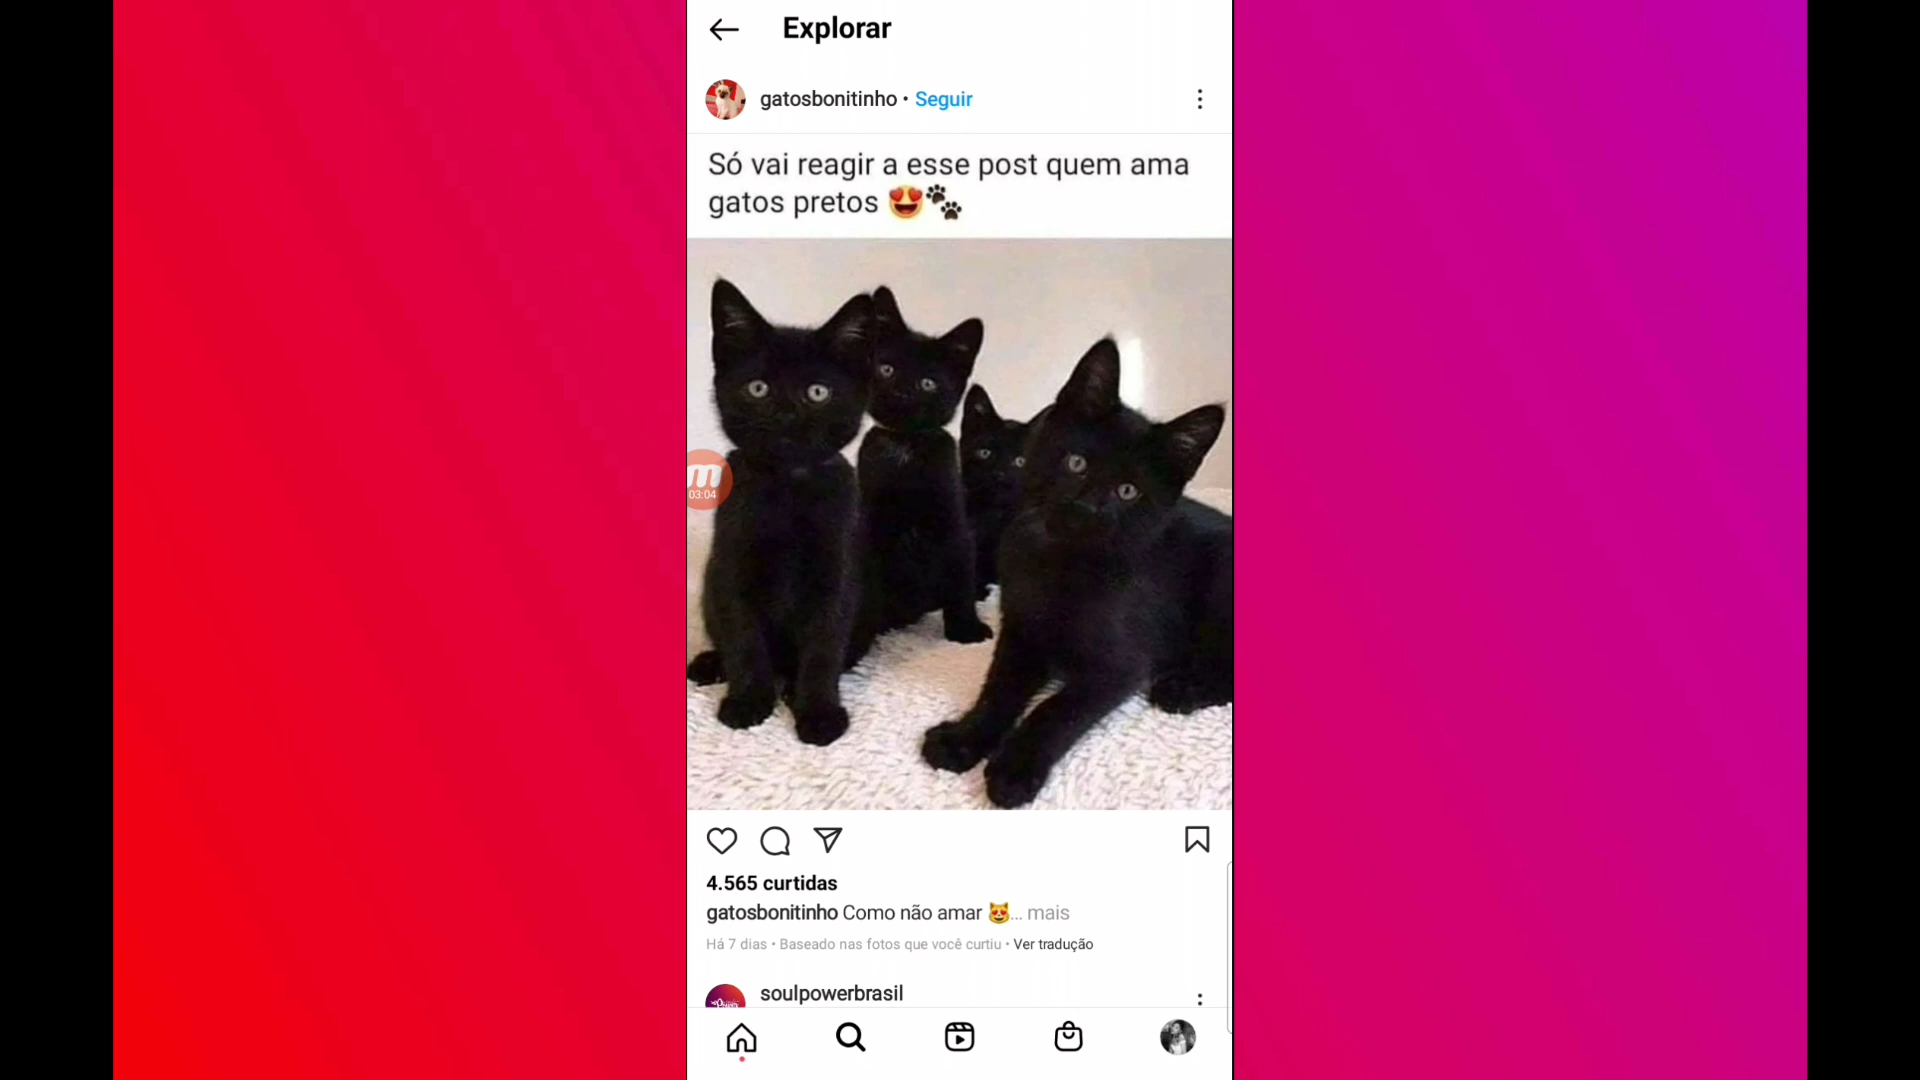 Explorar
gatosbonitinho • Seguir
Só vai reagir a esse post quem ama
gatos pretos 😍🐾
m
03:04
4.565 curtidas
gatosbonitinho Como não amar 😻... mais
Há 7 dias • Baseado nas fotos que você curtiu • Ver tradução
soulpowerbrasil